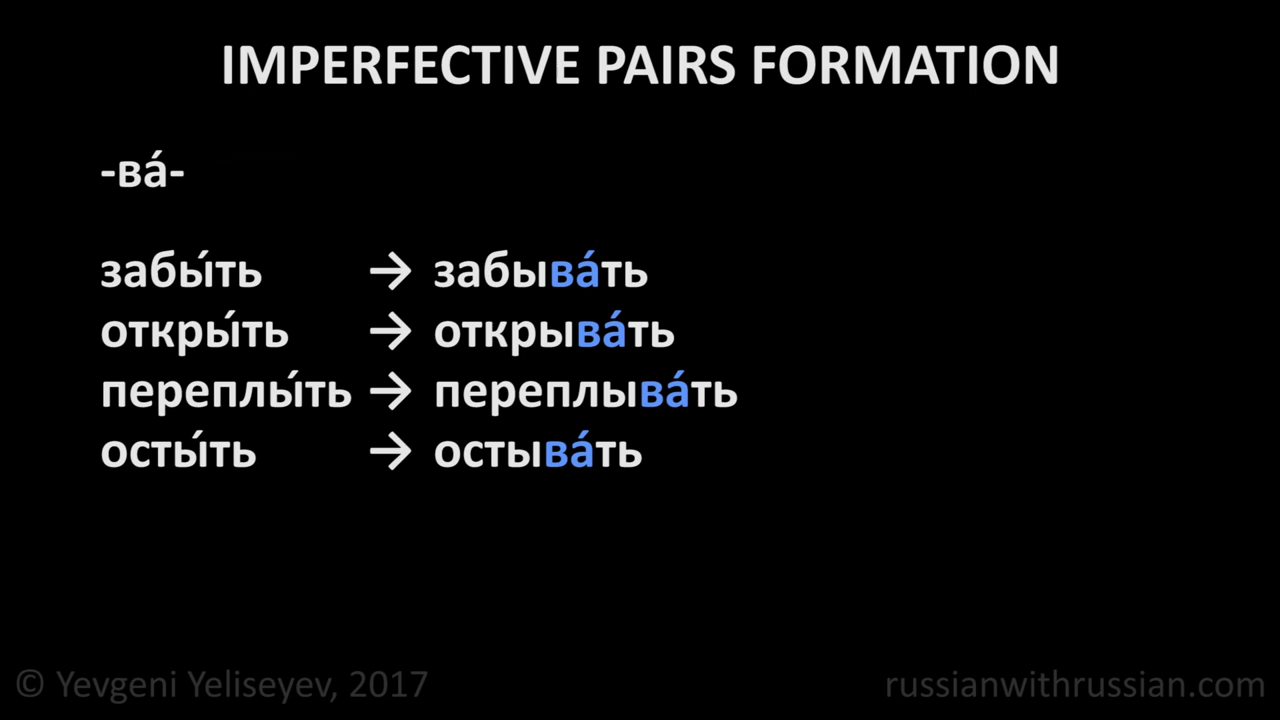 IMPERFECTIVE PAIRS FORMATION
-ва́-
забы́ть → забыва́ть
откры́ть → открыва́ть
переплы́ть → переплыва́ть
осты́ть → остыва́ть
© Yevgeni Yeliseyev, 2017
russianwithrussian.com